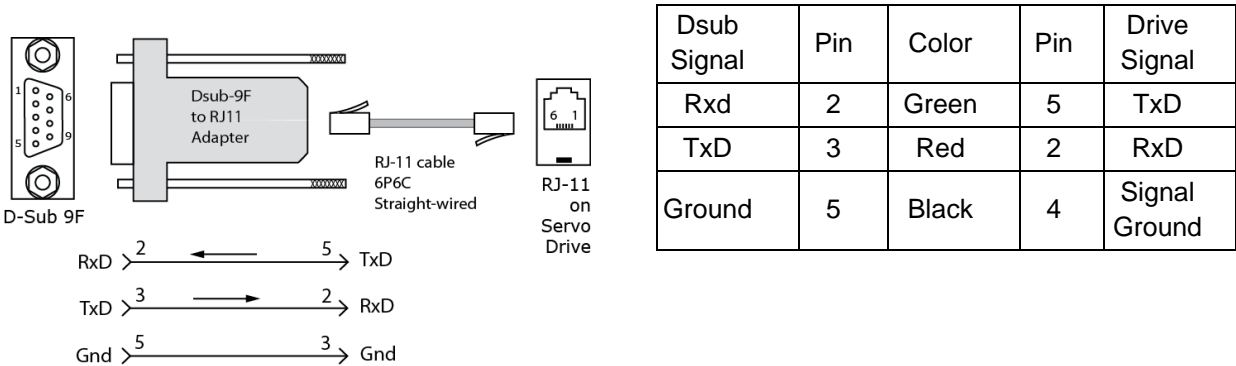 1
6
5
9
D-Sub 9F
Dsub-9F
to RJ11
Adapter
RJ-11 cable
6P6C
Straight-wired
6 1
RJ-11
on
Servo
Drive
RxD 2 5 TxD
TxD 3 2 RxD
Gnd 5 3 Gnd
Dsub Signal Pin Color Pin Drive Signal
Rxd 2 Green 5 TxD
TxD 3 Red 2 RxD
Ground 5 Black 4 Signal Ground